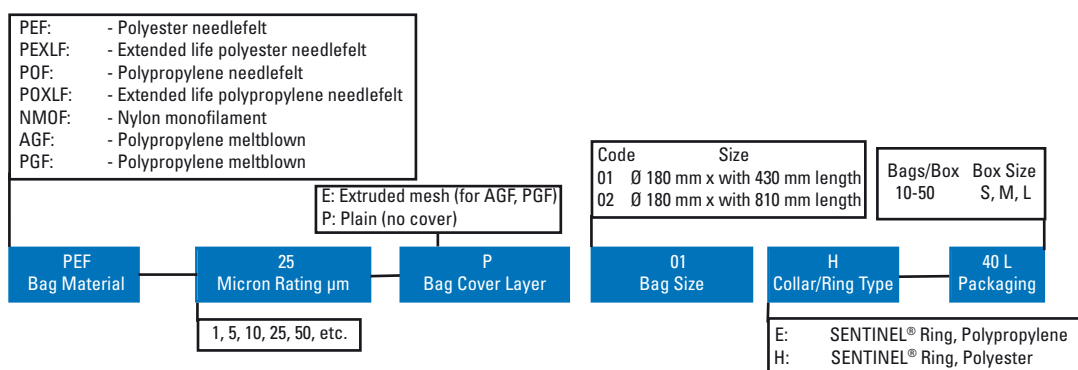 PEF: - Polyester needlefelt
PEXLF: - Extended life polyester needlefelt
POF: - Polypropylene needlefelt
POXLF: - Extended life polypropylene needlefelt
NMOF: - Nylon monofilament
AGF: - Polypropylene meltblown
PGF: - Polypropylene meltblown
E: Extruded mesh (for AGF, PGF)
P: Plain (no cover)
Code Size
01 Ø 180 mm x with 430 mm length
02 Ø 180 mm x with 810 mm length
Bags/Box Box Size
10-50 S, M, L
PEF
Bag Material
25
Micron Rating µm
P
Bag Cover Layer
01
Bag Size
H
Collar/Ring Type
40 L
Packaging
1, 5, 10, 25, 50, etc.
E: SENTINEL® Ring, Polypropylene
H: SENTINEL® Ring, Polyester